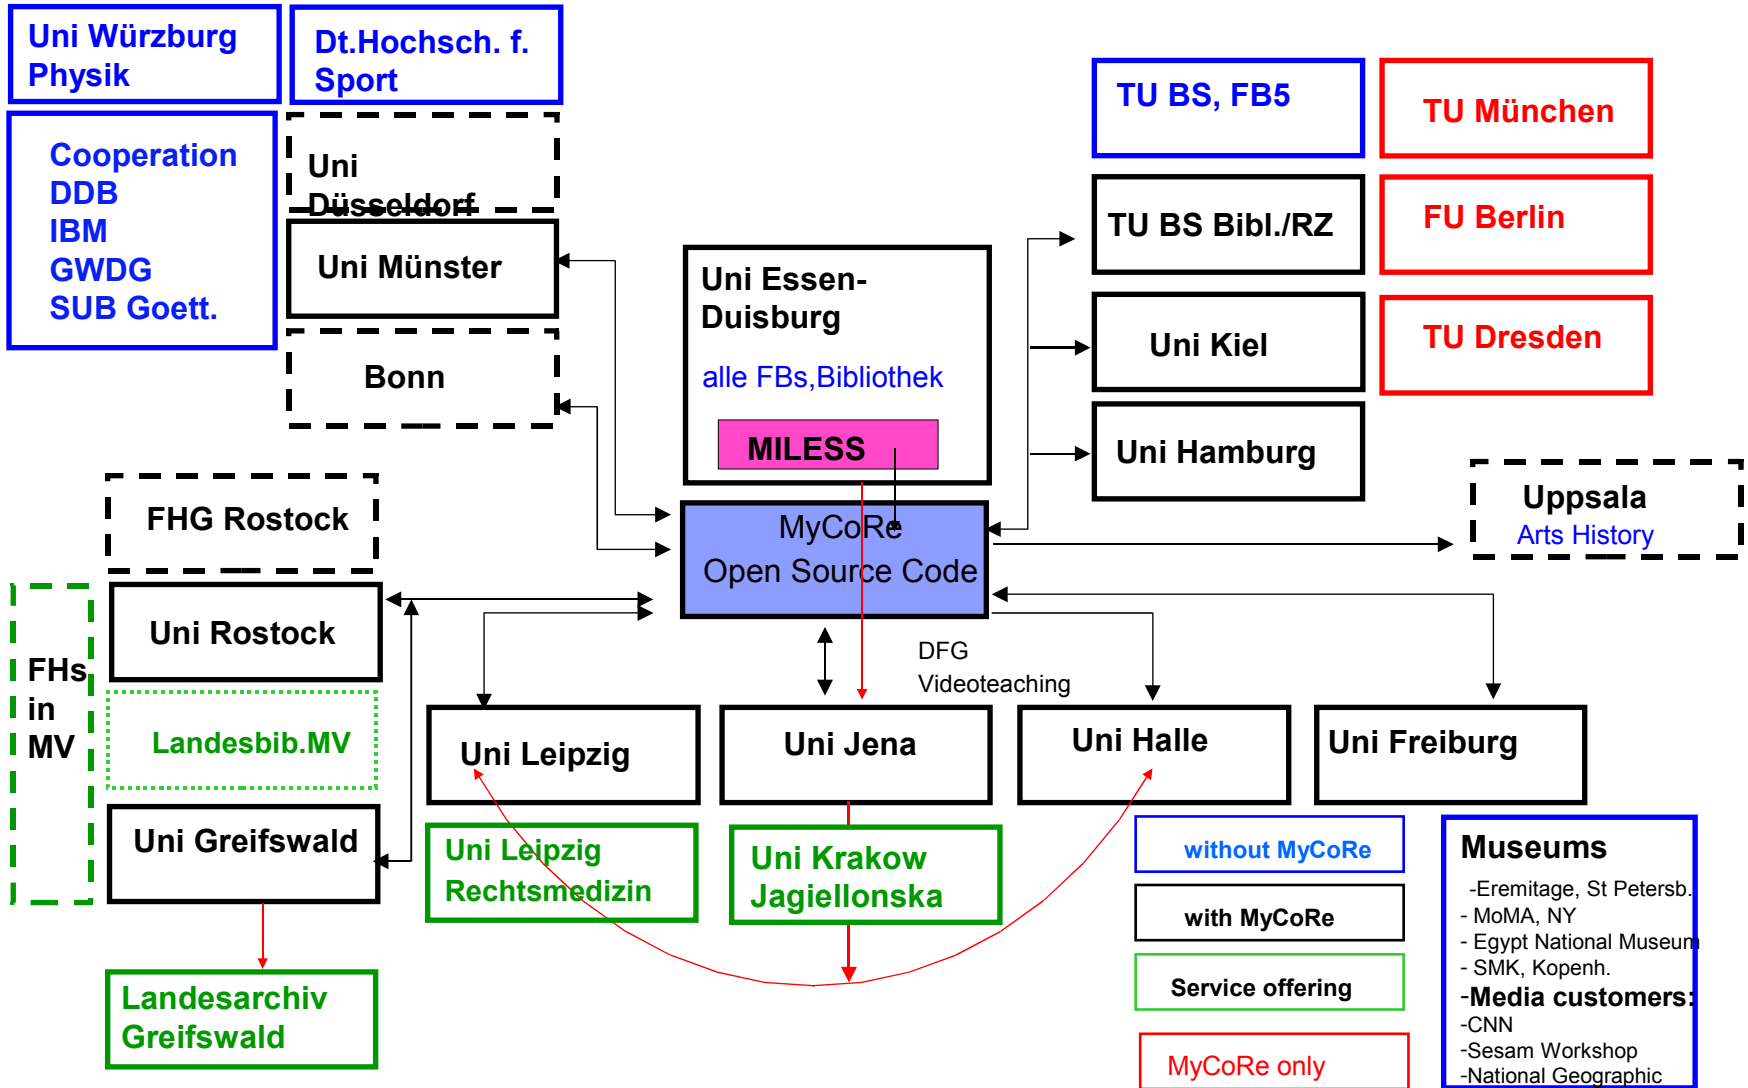 Uni Würzburg
Physik
Dt.Hochsch. f.
Sport
Cooperation
DDB
IBM
GWDG
SUB Goett.
Uni
Düsseldorf
Uni Münster
Bonn
Uni Essen-
Duisburg
alle FBs,Bibliothek
MILESS
MyCoRe
Open Source Code
TU BS, FB5
TU München
TU BS Bibl./RZ
FU Berlin
Uni Kiel
TU Dresden
Uni Hamburg
Uppsala
Arts History
FHG Rostock
FHs
in
MV
Uni Rostock
Landesbib.MV
Uni Greifswald
Landesarchiv
Greifswald
DFG
Videoteaching
Uni Leipzig
Uni Jena
Uni Halle
Uni Freiburg
Uni Leipzig
Rechtsmedizin
Uni Krakow
Jagiellonska
without MyCoRe
with MyCoRe
Service offering
MyCoRe only
Museums
-Eremitage, St Petersb.
- MoMA, NY
- Egypt National Museum
- SMK, Kopenh.
-Media customers:
-CNN
-Sesam Workshop
-National Geographic